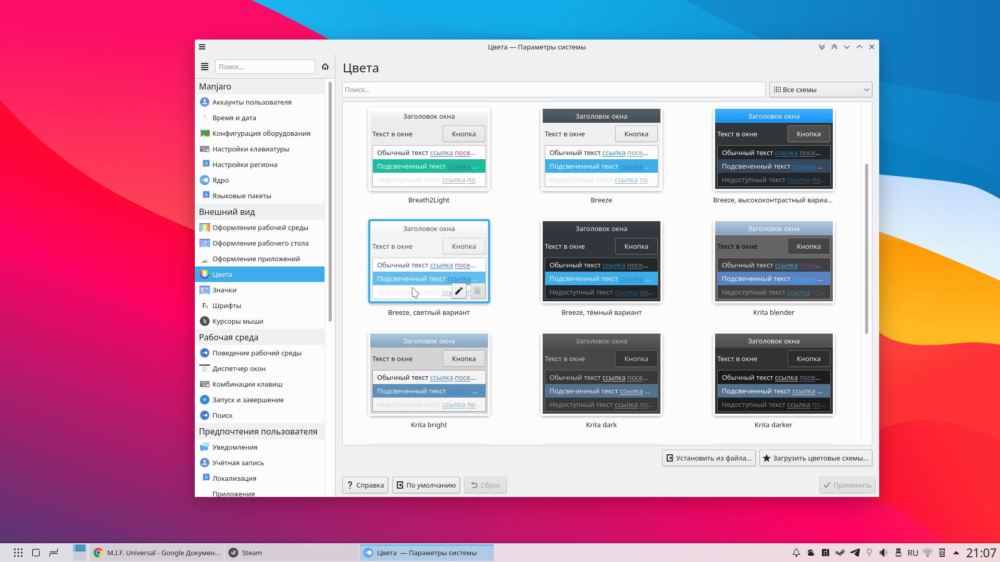 Цвета — Параметры системы
Поиск...
Цвета
Поиск...
Все схемы
Manjaro
Аккаунты пользователя
Время и дата
Конфигурация оборудования
Настройки клавиатуры
Настройки региона
Ядро
Языковые пакеты
Внешний вид
Оформление рабочей среды
Оформление рабочего стола
Оформление приложений
Цвета
Значки
Шрифты
Курсоры мыши
Рабочая среда
Поведение рабочей среды
Диспетчер окон
Комбинации клавиш
Запуск и завершение
Поиск
Предпочтения пользователя
Уведомления
Учётная запись
Локализация
Приложения
Заголовок окна
Текст в окне
Кнопка
Обычный текст ссылка посе...
Подсвеченный текст ссылка ...
Недоступный текст ссылка по...
Breath2Light
Заголовок окна
Текст в окне
Кнопка
Обычный текст ссылка посе...
Подсвеченный текст ссылка ...
Недоступный текст ссылка по...
Breeze
Заголовок окна
Текст в окне
Кнопка
Обычный текст ссылка посе...
Подсвеченный текст ссылка ...
Недоступный текст ссылка по...
Breeze, высококонтрастный вариа...
Заголовок окна
Текст в окне
Кнопка
Обычный текст ссылка посе...
Подсвеченный текст ссылка ...
текст
Breeze, светлый вариант
Заголовок окна
Текст в окне
Кнопка
Обычный текст ссылка посе...
Подсвеченный текст ссылка ...
Недоступный текст ссылка по...
Breeze, тёмный вариант
Заголовок окна
Текст в окне
Кнопка
Обычный текст ссылка посе...
Подсвеченный текст ссылка ...
Недоступный текст ссылка по...
Krita blender
Заголовок окна
Текст в окне
Кнопка
Обычный текст ссылка посе...
Подсвеченный текст ссылка ...
Недоступный текст ссылка по...
Krita bright
Заголовок окна
Текст в окне
Кнопка
Обычный текст ссылка посе...
Подсвеченный текст ссылка ...
Недоступный текст ссылка по...
Krita dark
Заголовок окна
Текст в окне
Кнопка
Обычный текст ссылка посе...
Подсвеченный текст ссылка ...
Недоступный текст ссылка по...
Krita darker
Установить из файла...
Загрузить цветовые схемы...
Справка
По умолчанию
Сброс
Применить
M.I.F. Universal - Google Докумен...
Steam
Цвета — Параметры системы
RU
21:07